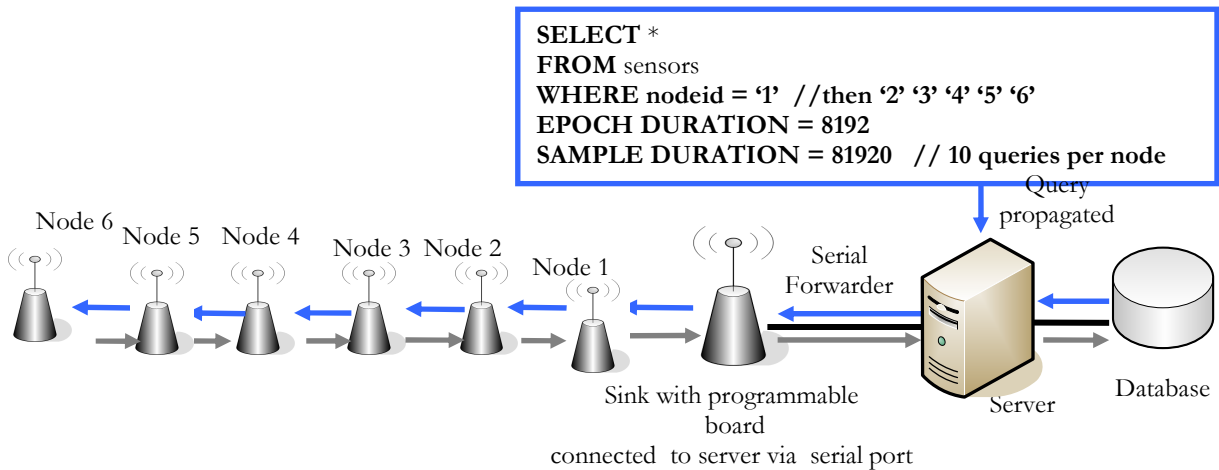 SELECT *
FROM sensors
WHERE nodeid = ‘1’ //then ‘2’ ‘3’ ‘4’ ‘5’ ‘6’
EPOCH DURATION = 8192
SAMPLE DURATION = 81920 // 10 queries per node
Query
propagated
Node 6
Node 5
Node 4
Node 3
Node 2
Node 1
Serial
Forwarder
Sink with programmable
board
connected to server via serial port
Server
Database